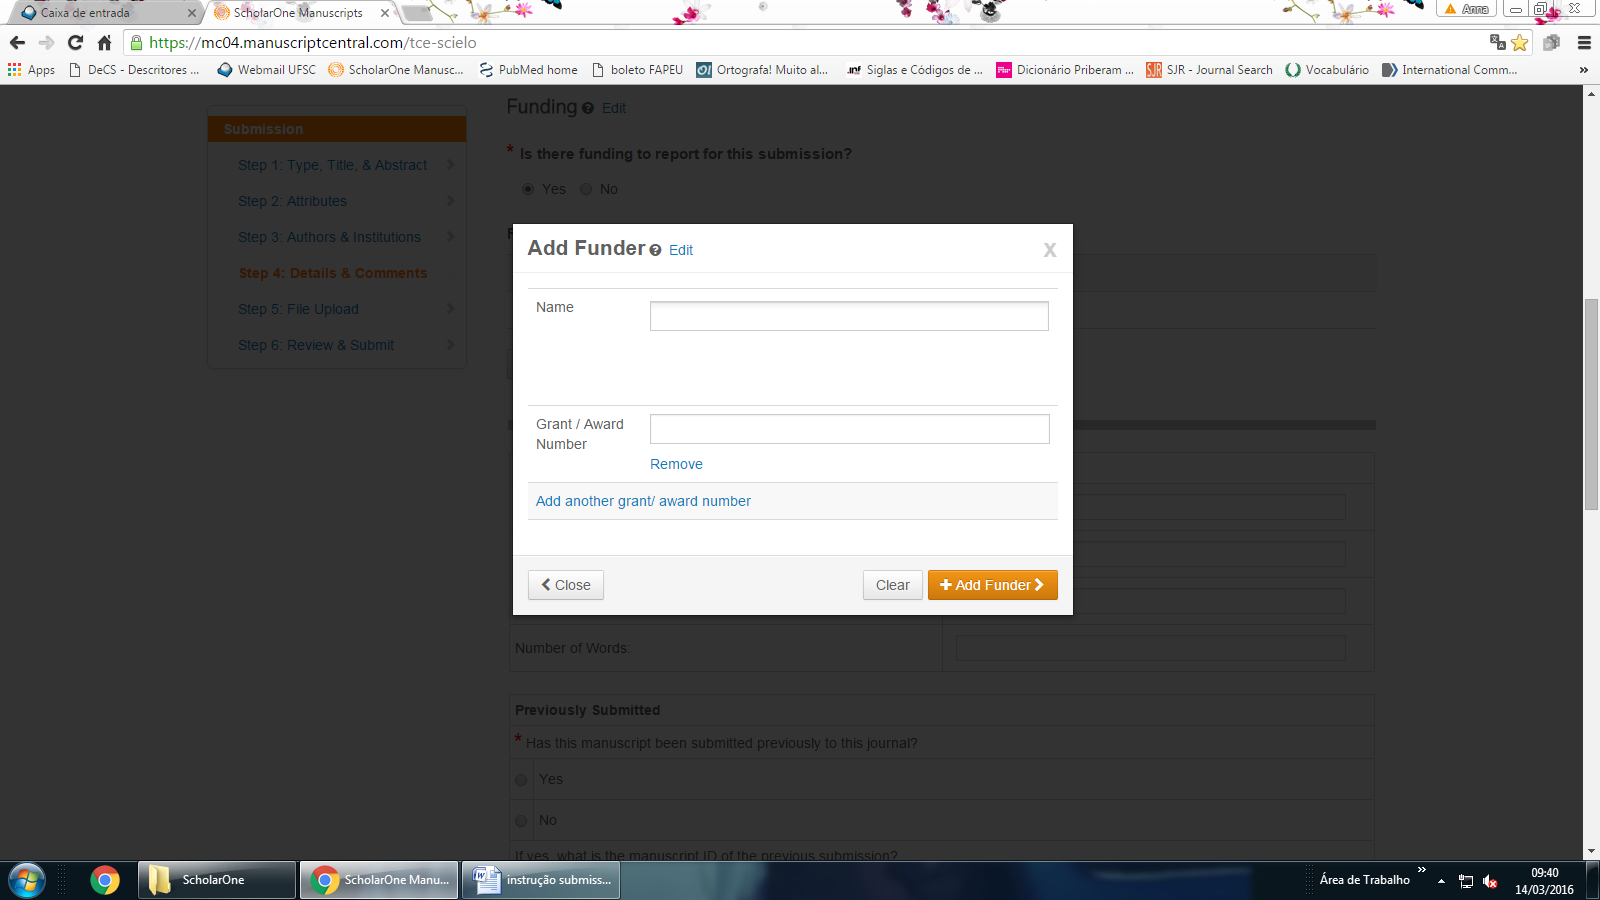 Caixa de entrada
ScholarOne Manuscripts
Anna
https://mc04.manuscriptcentral.com/tce-scielo
Apps
DeCS - Descritores ...
Webmail UFSC
ScholarOne Manusc...
PubMed home
boleto FAPEU
Ortografa! Muito al...
Siglas e Códigos de ...
Dicionário Priberam ...
SJR - Journal Search
Vocabulário
International Comm...
Funding Edit
Submission
Step 1: Type, Title, & Abstract
Step 2: Attributes
Step 3: Authors & Institutions
Step 4: Details & Comments
Step 5: File Upload
Step 6: Review & Submit
* Is there funding to report for this submission?
Yes No
Add Funder Edit
X
Name
Grant / Award
Number
Remove
Add another grant/ award number
Close
Clear
Add Funder
Number of Words:
Previously Submitted
* Has this manuscript been submitted previously to this journal?
Yes
No
If yes, what is the manuscript ID of the previous submission?
ScholarOne
ScholarOne Manu...
instrução submiss...
Área de Trabalho
09:40
14/03/2016